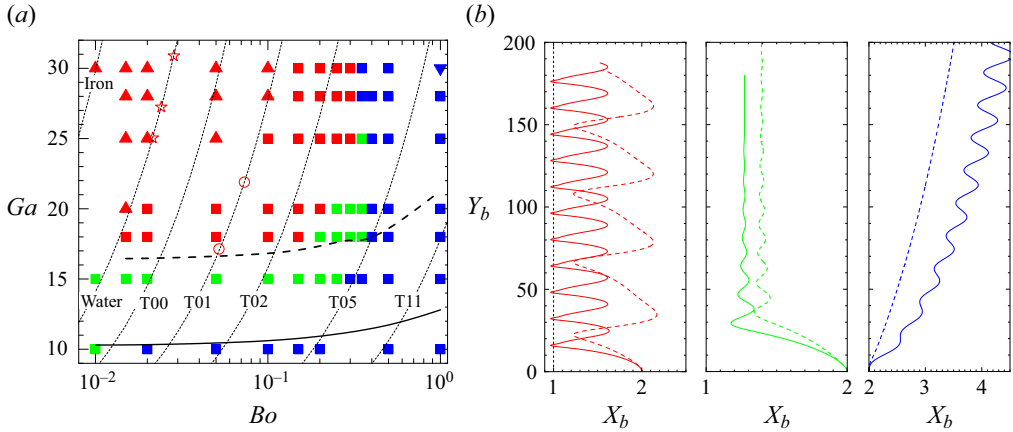 (a)
(b)
30
25
20
15
10
Ga
Iron
Water
T00
T01
T02
T05
T11
10⁻²
10⁻¹
10⁰
Bo
200
150
100
50
0
Y_b
1 2
X_b
1 2
X_b
2 3 4
X_b